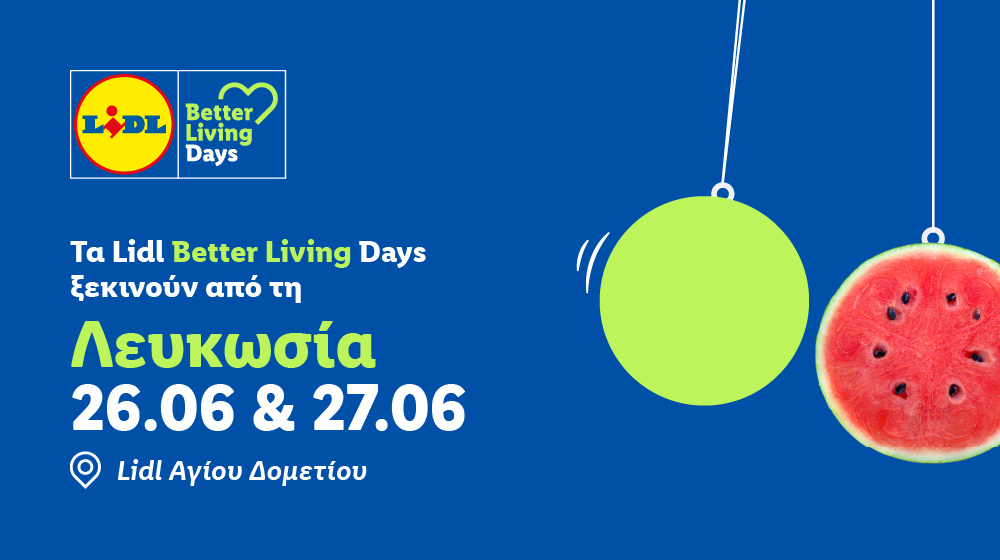 LIDL
Better
Living
Days
Τα Lidl Better Living Days
ξεκινούν από τη
Λευκωσία
26.06 & 27.06
Lidl Αγίου Δομετίου